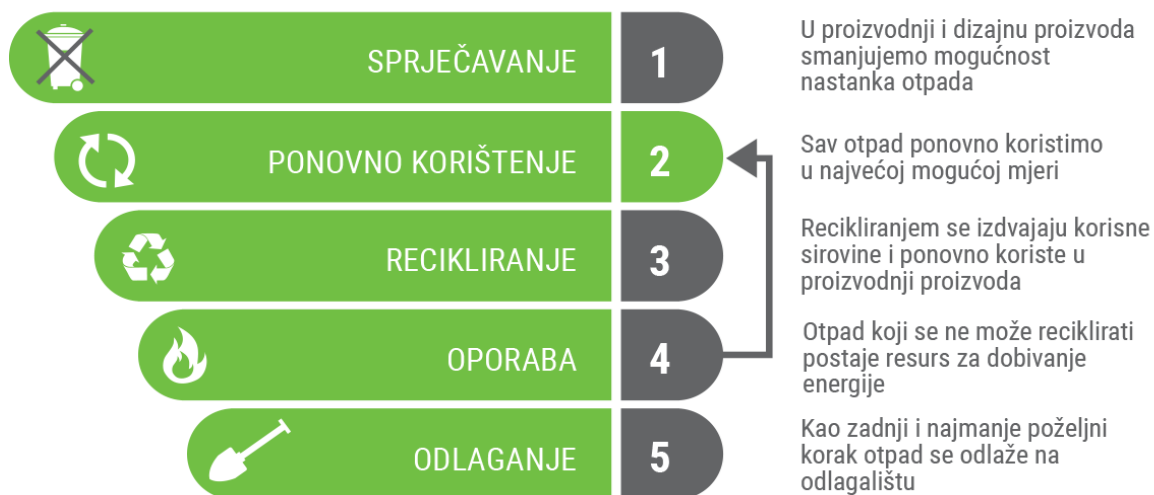 SPRJEČAVANJE
1
U proizvodnji i dizajnu proizvoda
smanjujemo mogućnost
nastanka otpada
PONOVNO KORIŠTENJE
2
Sav otpad ponovno koristimo
u najvećoj mogućoj mjeri
RECIKLIRANJE
3
Recikliranjem se izdvajaju korisne
sirovine i ponovno koriste u
proizvodnji proizvoda
OPORABA
4
Otpad koji se ne može reciklirati
postaje resurs za dobivanje
energije
ODLAGANJE
5
Kao zadnji i najmanje poželjni
korak otpad se odlaže na
odlagalištu